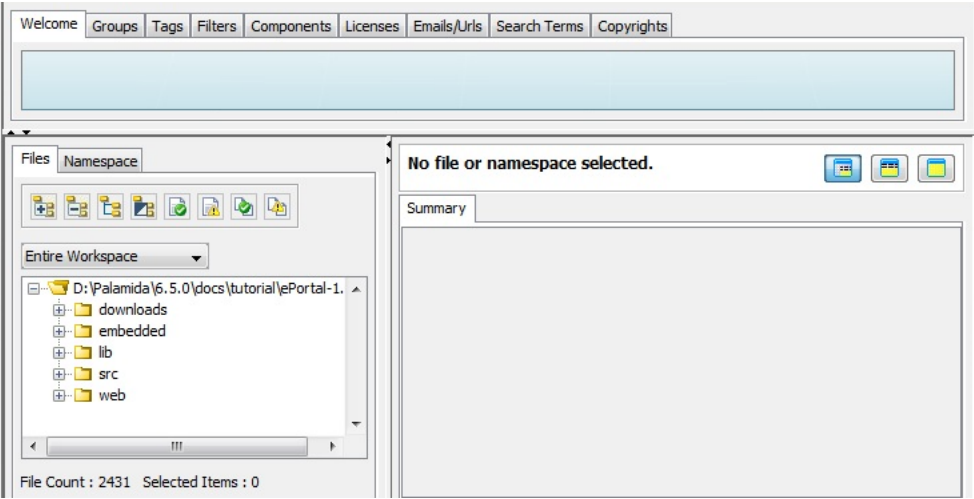 Welcome Groups Tags Filters Components Licenses Emails/Urls Search Terms Copyrights
Files Namespace
No file or namespace selected.
Summary
Entire Workspace
D:\Palamida\6.5.0\docs\tutorial\ePortal-1.
downloads
embedded
lib
src
web
File Count : 2431 Selected Items : 0